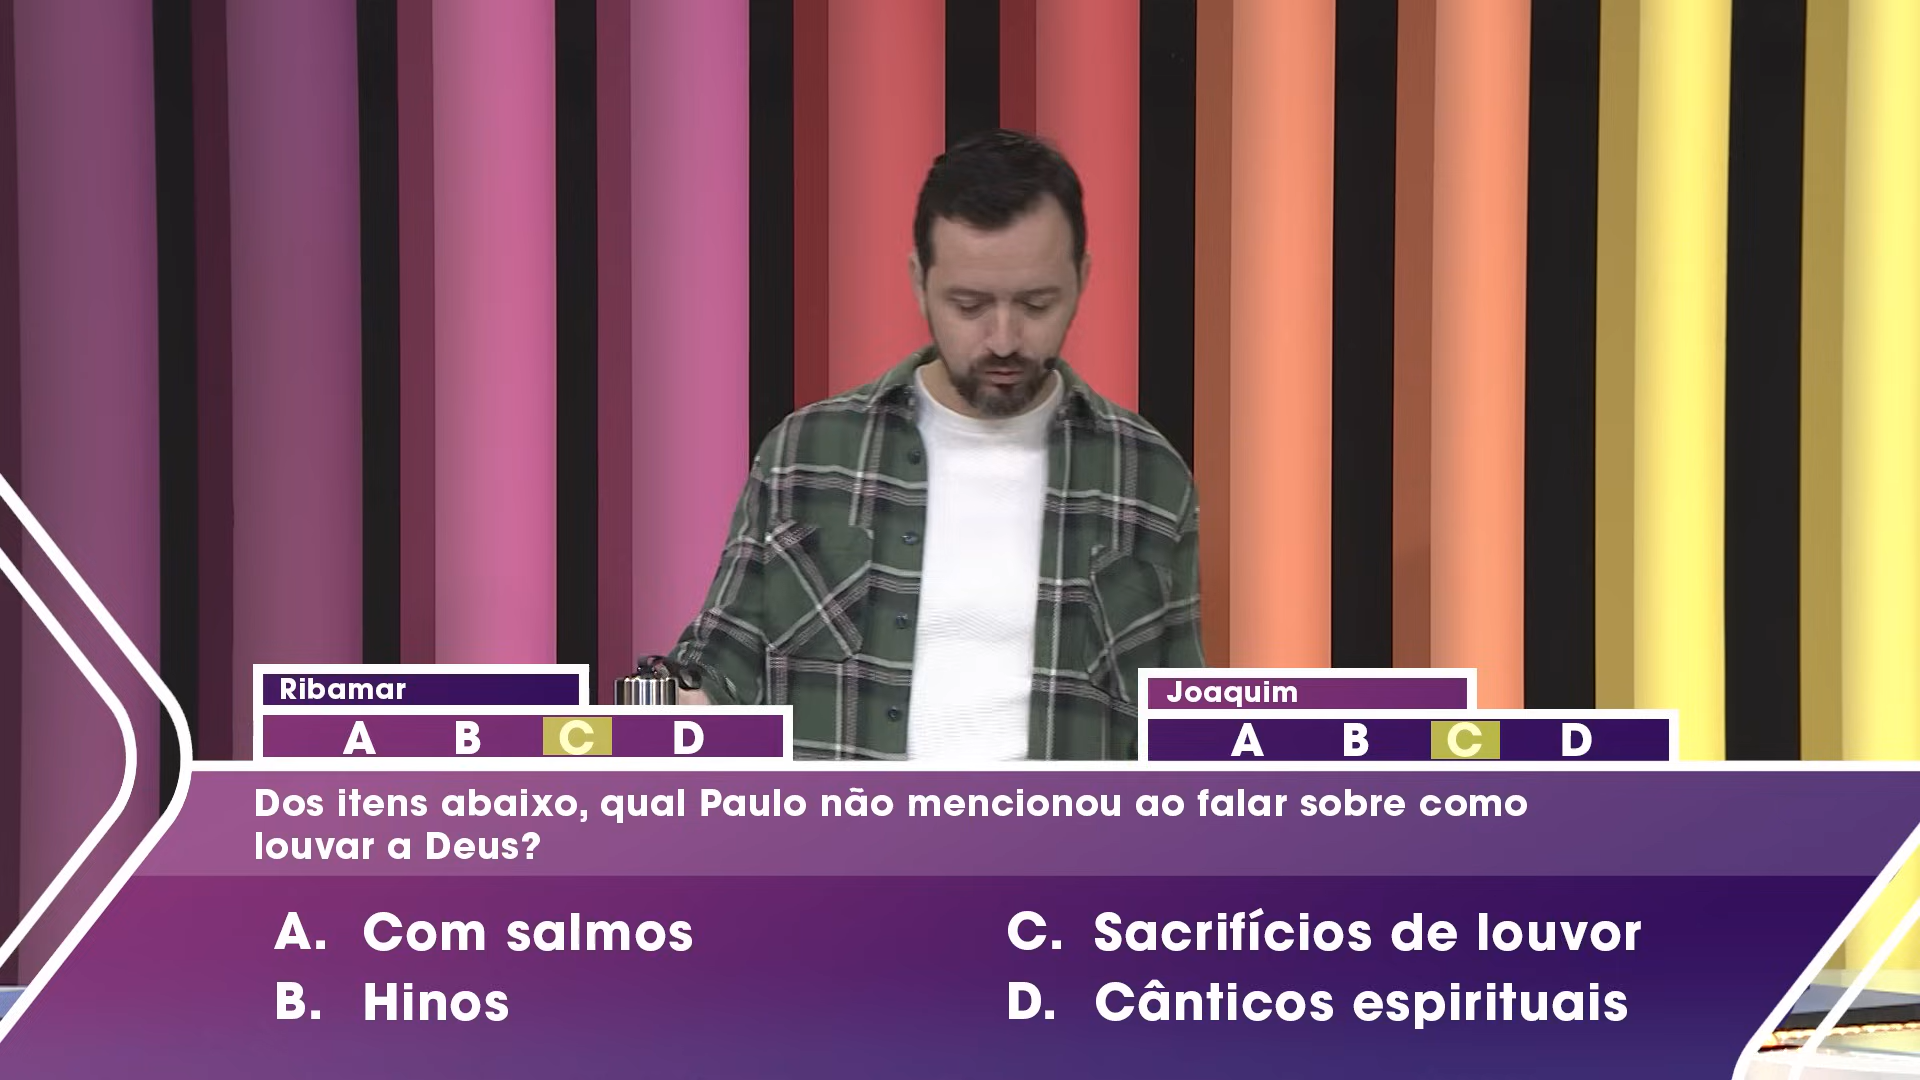 Ribamar
A B C D
Joaquim
A B C D
Dos itens abaixo, qual Paulo não mencionou ao falar sobre como
louvar a Deus?
A. Com salmos
B. Hinos
C. Sacrifícios de louvor
D. Cânticos espirituais